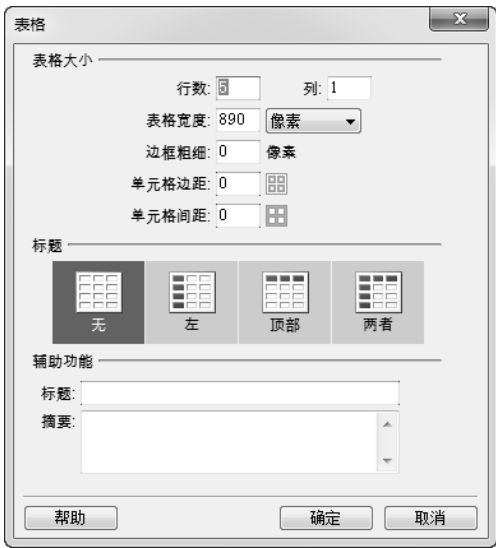 表格
表格大小
行数: 5 列: 1
表格宽度: 890 像素
边框粗细: 0 像素
单元格边距: 0
单元格间距: 0
标题
无 左 顶部 两者
辅助功能
标题:
摘要:
帮助 确定 取消